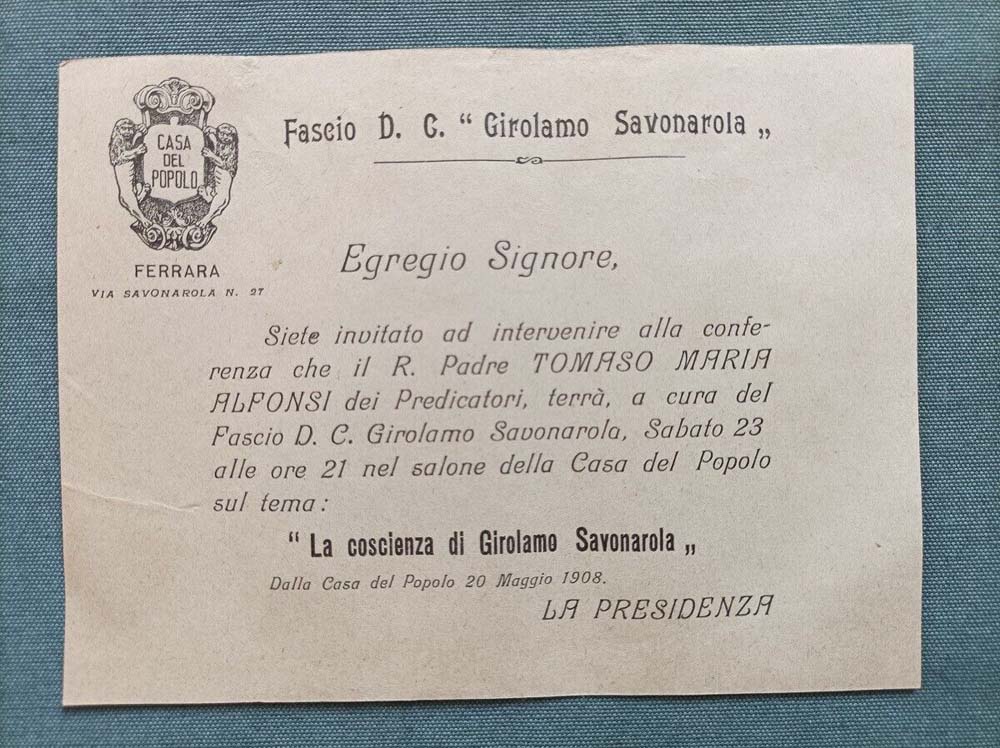 CASA
DEL
POPOLO
FERRARA
VIA SAVONAROLA N. 27
Fascio D. C. “ Girolamo Savonarola „
Egregio Signore,
Siete invitato ad intervenire alla confe-
renza che il R. Padre TOMASO MARIA
ALFONSI dei Predicatori, terrà, a cura del
Fascio D. C. Girolamo Savonarola, Sabato 23
alle ore 21 nel salone della Casa del Popolo
sul tema :
“ La coscienza di Girolamo Savonarola „
Dalla Casa del Popolo 20 Maggio 1908.
LA PRESIDENZA